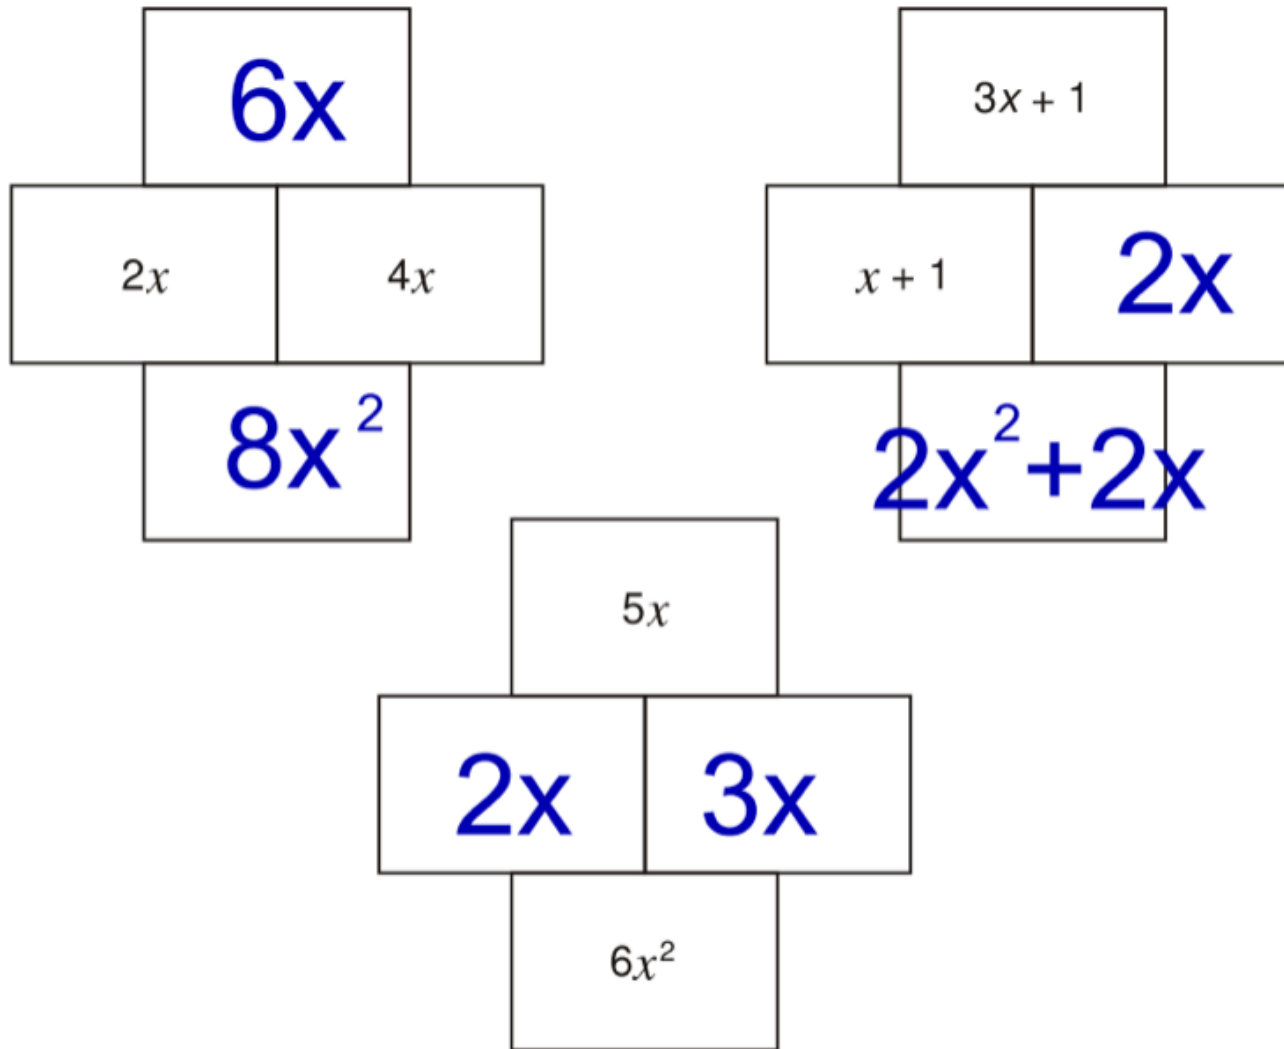 6x
2x 4x
8x²
3x + 1
x + 1 2x
2x²+2x
5x
2x 3x
6x²